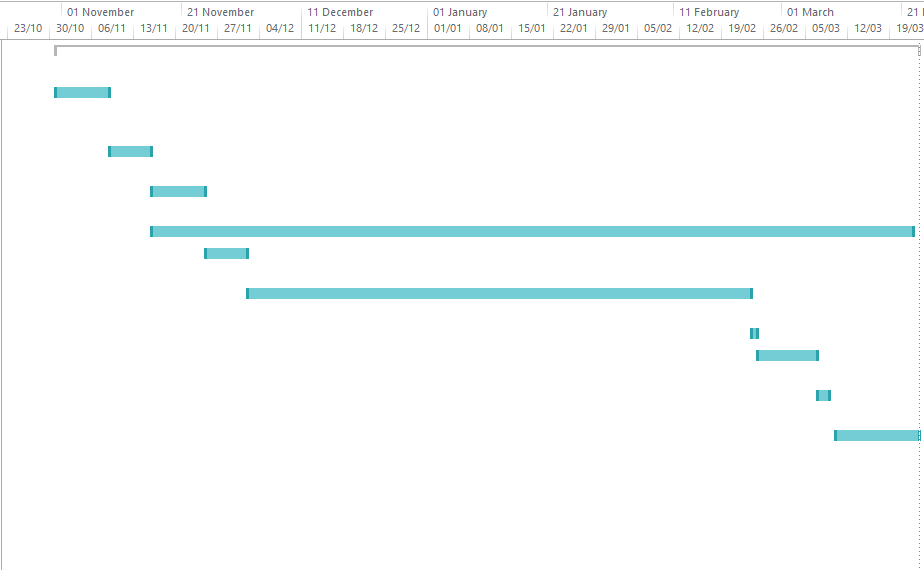 01 November 21 November 11 December 01 January 21 January 11 February 01 March 21
23/10 30/10 06/11 13/11 20/11 27/11 04/12 11/12 18/12 25/12 01/01 08/01 15/01 22/01 29/01 05/02 12/02 19/02 26/02 05/03 12/03 19/03